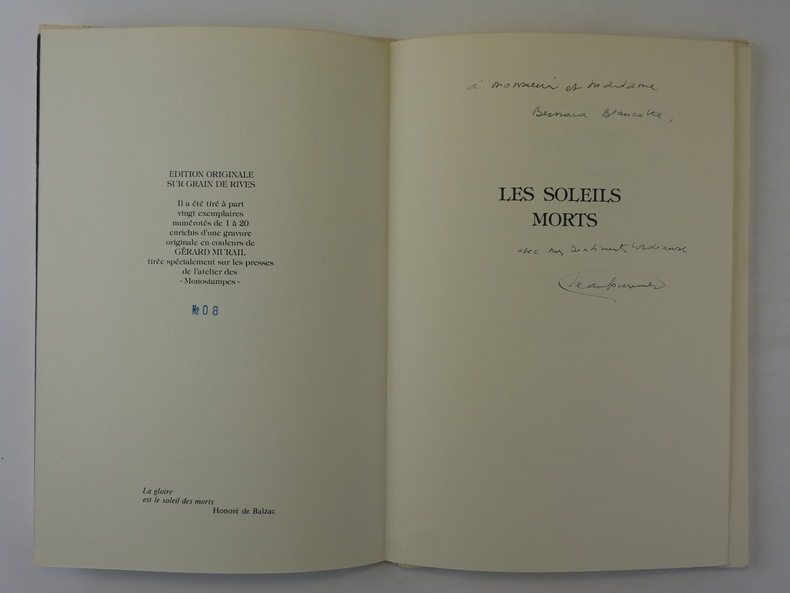 EDITION ORIGINALE
SUR GRAIN DE RIVES
Il a été tiré à part
vingt exemplaires
numérotés de 1 à 20
enrichis d'une gravure
originale en couleurs de
GÉRARD MURAIL
tirée spécialement sur les presses
de l'atelier des
«Monostampes»
№ 08
La gloire
est le soleil des morts
Honoré de Balzac
à monsieur et madame
Bernard Blancotte,
LES SOLEILS
MORTS
avec mes sentiments cordiaux